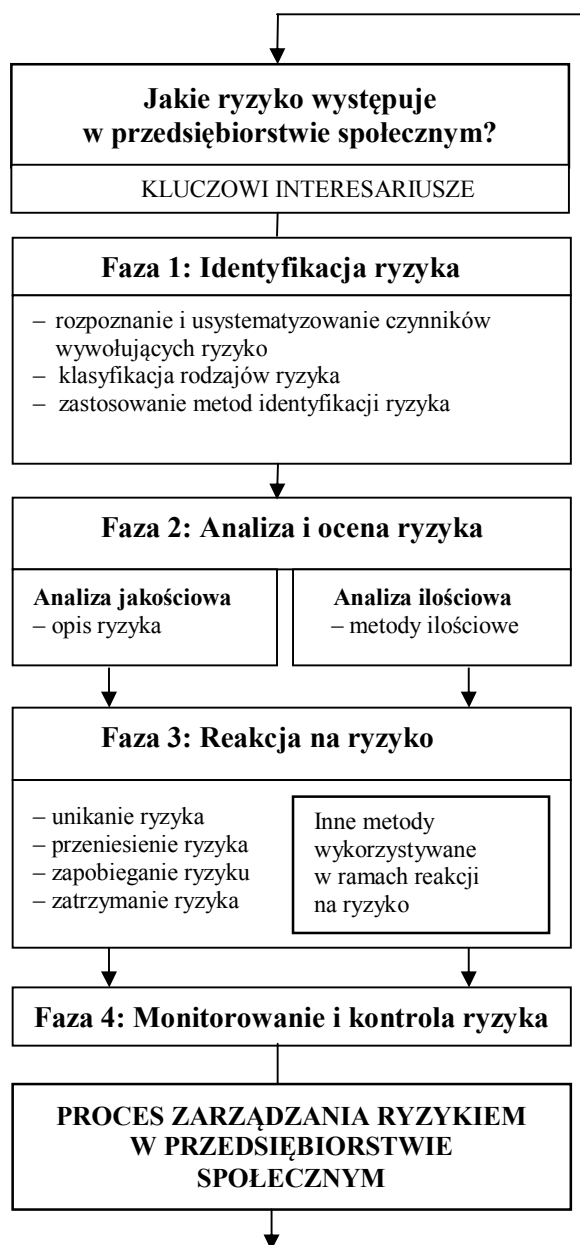 Jakie ryzyko występuje
w przedsiębiorstwie społecznym?
KLUCZOWI INTERESARIUSZE
Faza 1: Identyfikacja ryzyka
– rozpoznanie i usystematyzowanie czynników
wywołujących ryzyko
– klasyfikacja rodzajów ryzyka
– zastosowanie metod identyfikacji ryzyka
Faza 2: Analiza i ocena ryzyka
Analiza jakościowa
– opis ryzyka
Analiza ilościowa
– metody ilościowe
Faza 3: Reakcja na ryzyko
– unikanie ryzyka
– przeniesienie ryzyka
– zapobieganie ryzyku
– zatrzymanie ryzyka
Inne metody
wykorzystywane
w ramach reakcji
na ryzyko
Faza 4: Monitorowanie i kontrola ryzyka
PROCES ZARZĄDZANIA RYZYKIEM
W PRZEDSIĘBIORSTWIE
SPOŁECZNYM